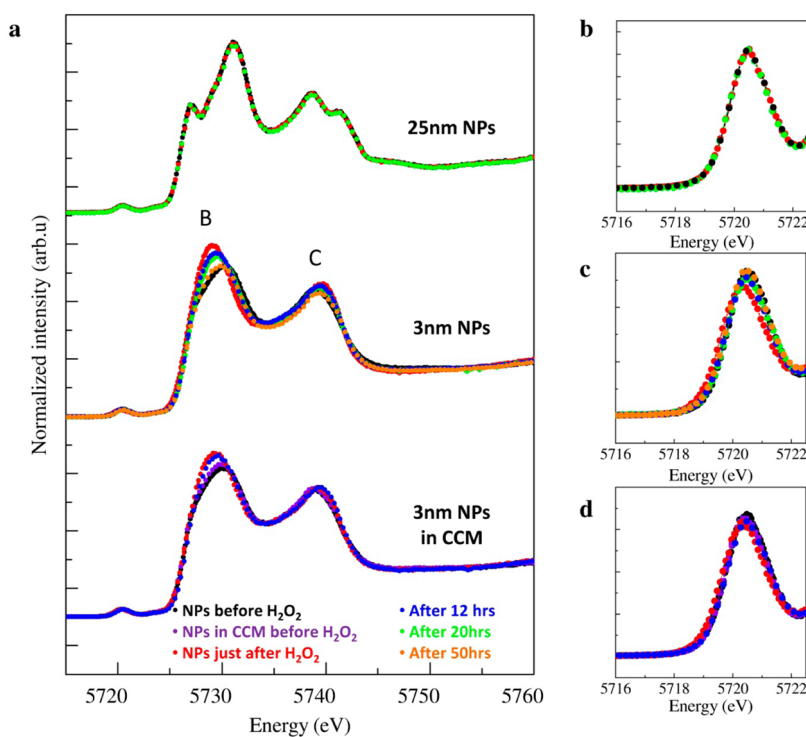 a
Normalized intensity (arb.u)
25nm NPs
B
C
3nm NPs
3nm NPs
in CCM
• NPs before H₂O₂
• NPs in CCM before H₂O₂
• NPs just after H₂O₂
• After 12 hrs
• After 20hrs
• After 50hrs
5720 5730 5740 5750 5760
Energy (eV)
b
5716 5718 5720 5722
Energy (eV)
c
5716 5718 5720 5722
Energy (eV)
d
5716 5718 5720 5722
Energy (eV)